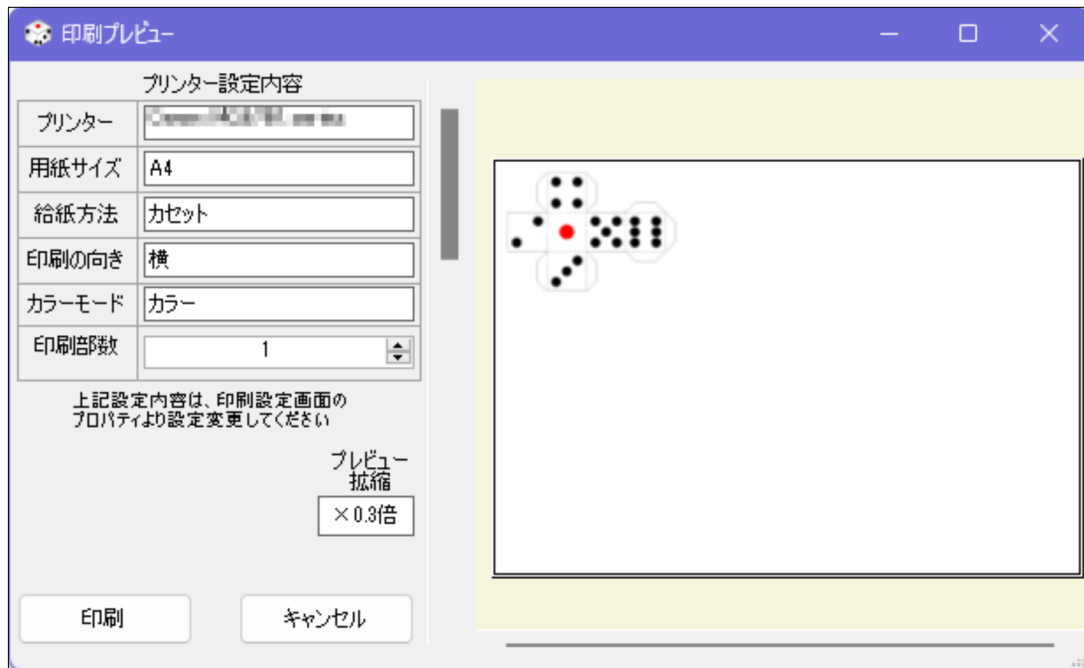 印刷プレビュー
プリンター設定内容
プリンター
用紙サイズ A4
給紙方法 カセット
印刷の向き 横
カラーモード カラー
印刷部数 1
上記設定内容は、印刷設定画面の
プロパティより設定変更してください
プレビュー
拡縮
×0.3倍
印刷 キャンセル